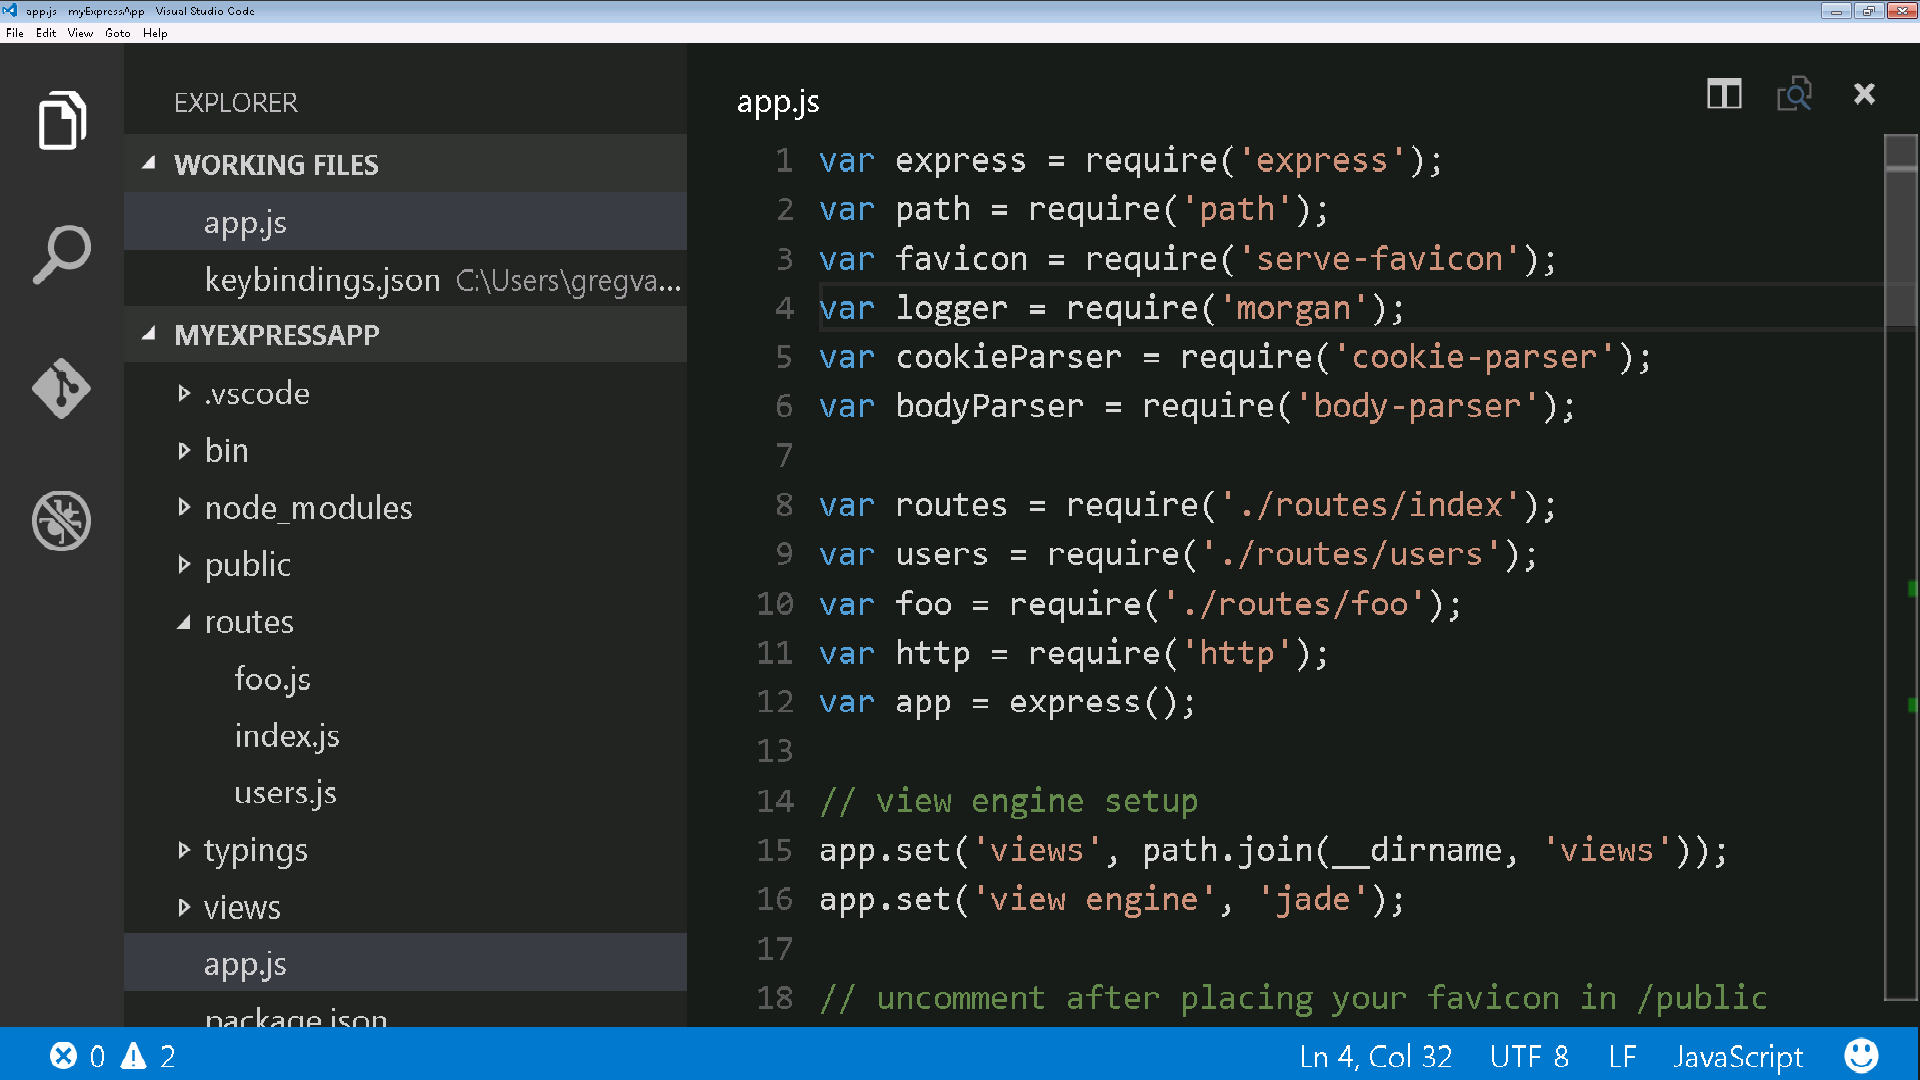 app.js myExpressApp Visual Studio Code
File Edit View Goto Help
EXPLORER
WORKING FILES
app.js
keybindings.json C:\Users\gregva...
MYEXPRESSAPP
.vscode
bin
node_modules
public
routes
foo.js
index.js
users.js
typings
views
app.js
package.json
app.js
1 var express = require('express');
2 var path = require('path');
3 var favicon = require('serve-favicon');
4 var logger = require('morgan');
5 var cookieParser = require('cookie-parser');
6 var bodyParser = require('body-parser');
7
8 var routes = require('./routes/index');
9 var users = require('./routes/users');
10 var foo = require('./routes/foo');
11 var http = require('http');
12 var app = express();
13
14 // view engine setup
15 app.set('views', path.join(__dirname, 'views'));
16 app.set('view engine', 'jade');
17
18 // uncomment after placing your favicon in /public
0 2 Ln 4, Col 32 UTF 8 LF JavaScript